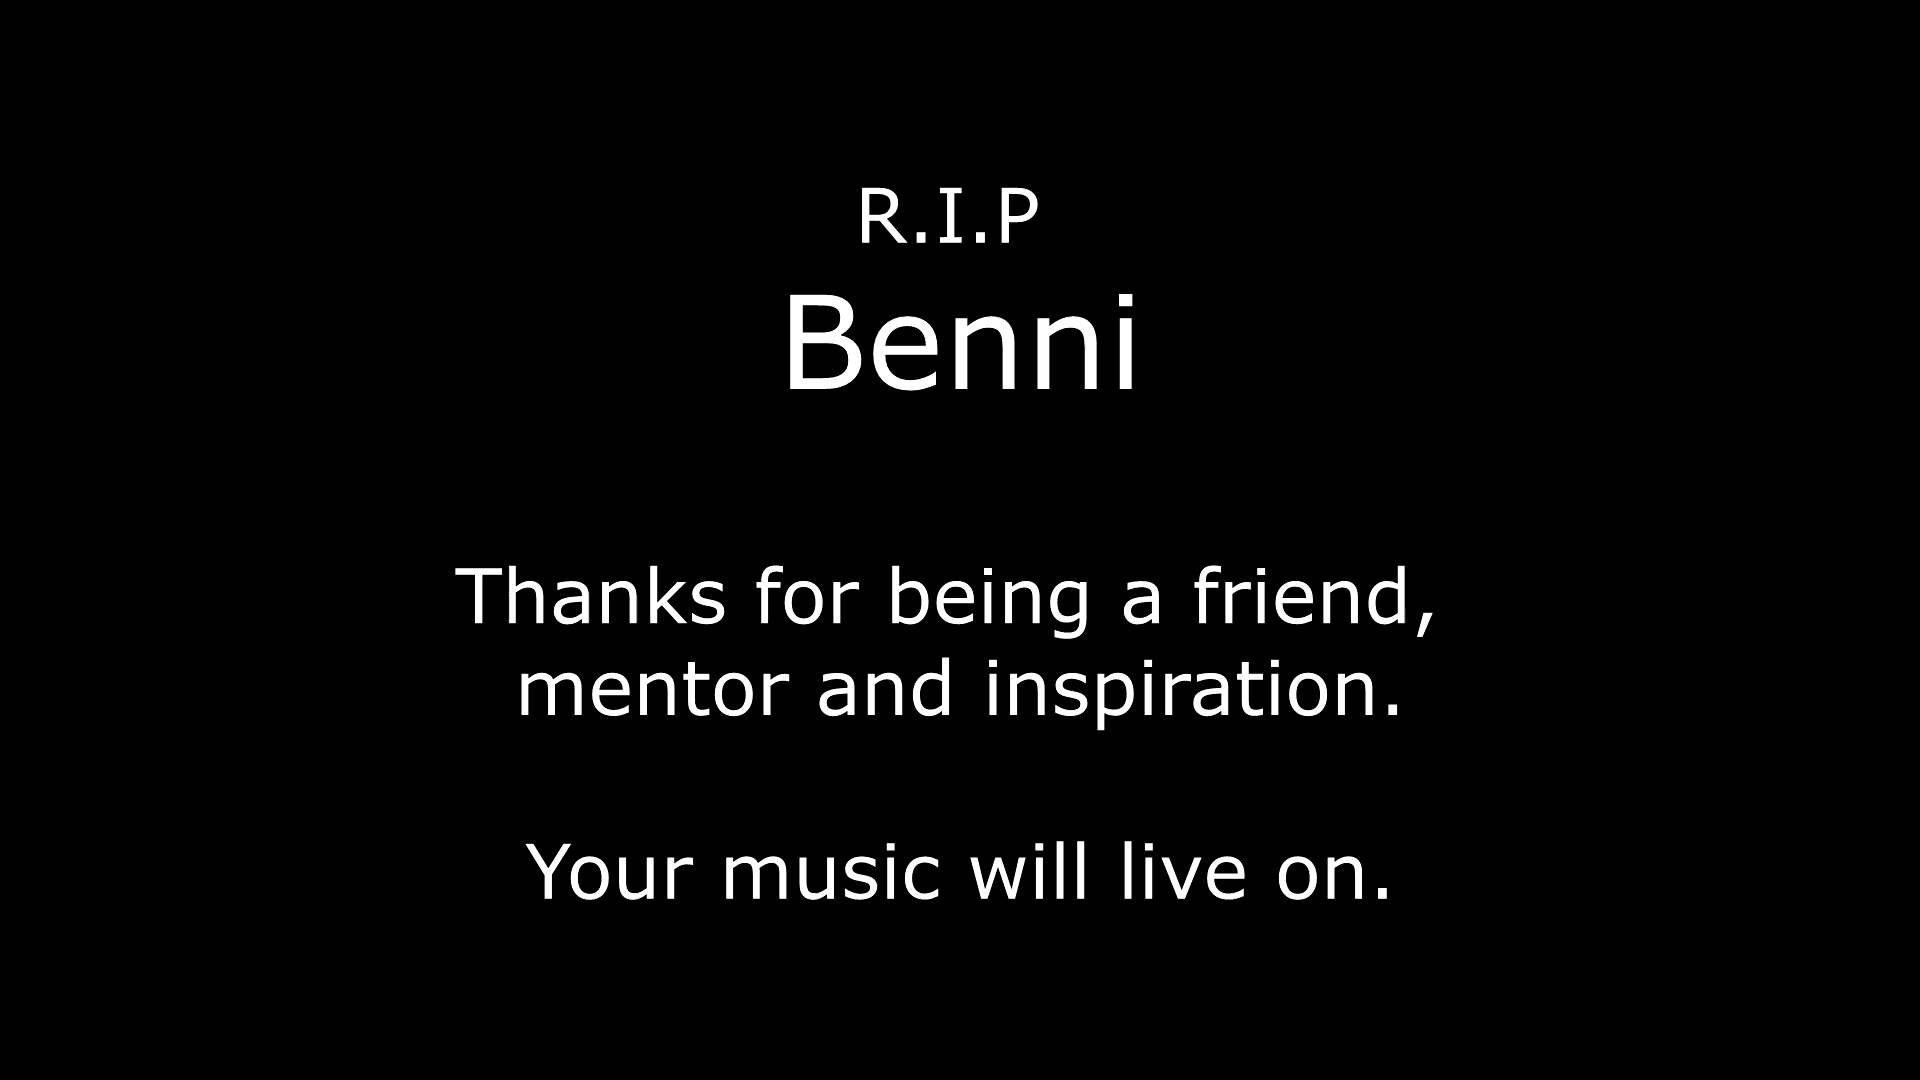 R.I.P
Benni
Thanks for being a friend,
mentor and inspiration.
Your music will live on.